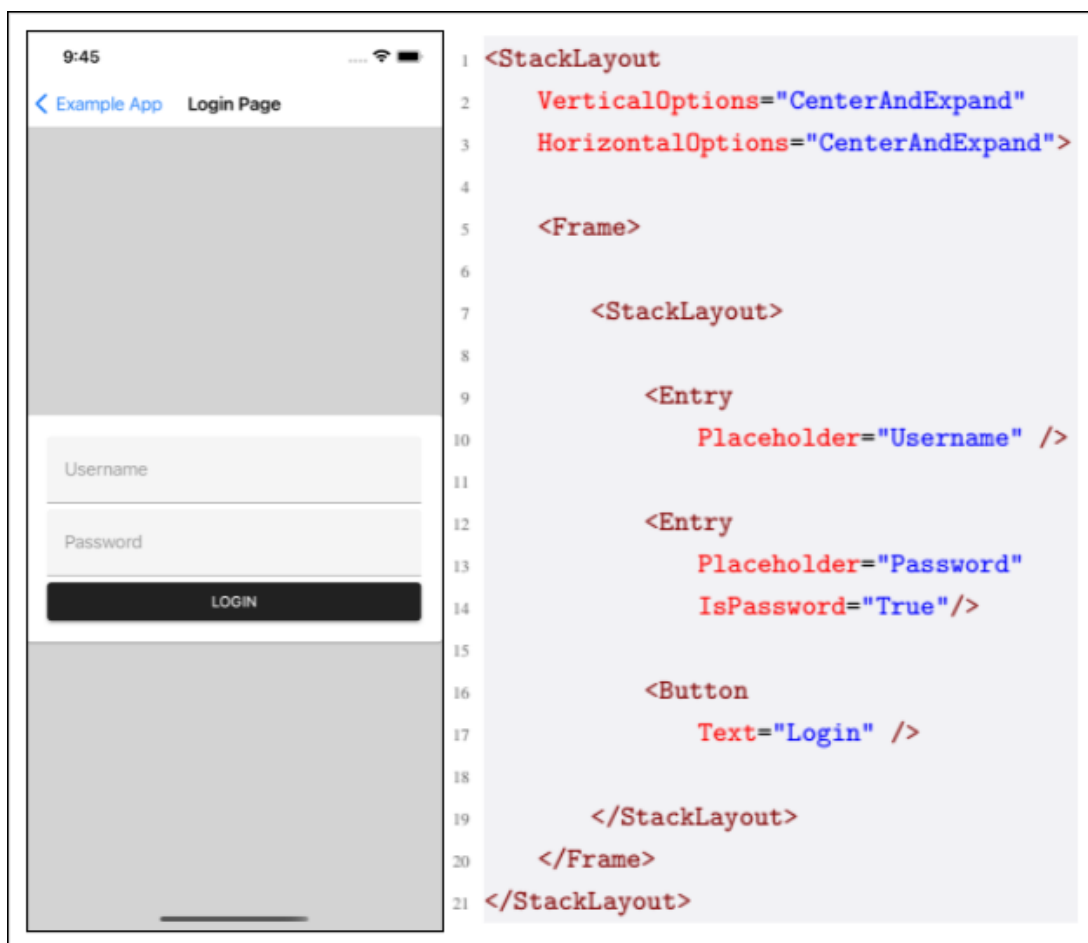 9:45
Example App Login Page
Username
Password
LOGIN
1 <StackLayout
2 VerticalOptions="CenterAndExpand"
3 HorizontalOptions="CenterAndExpand">
4
5 <Frame>
6
7 <StackLayout>
8
9 <Entry
10 Placeholder="Username" />
11
12 <Entry
13 Placeholder="Password"
14 IsPassword="True"/>
15
16 <Button
17 Text="Login" />
18
19 </StackLayout>
20 </Frame>
21 </StackLayout>